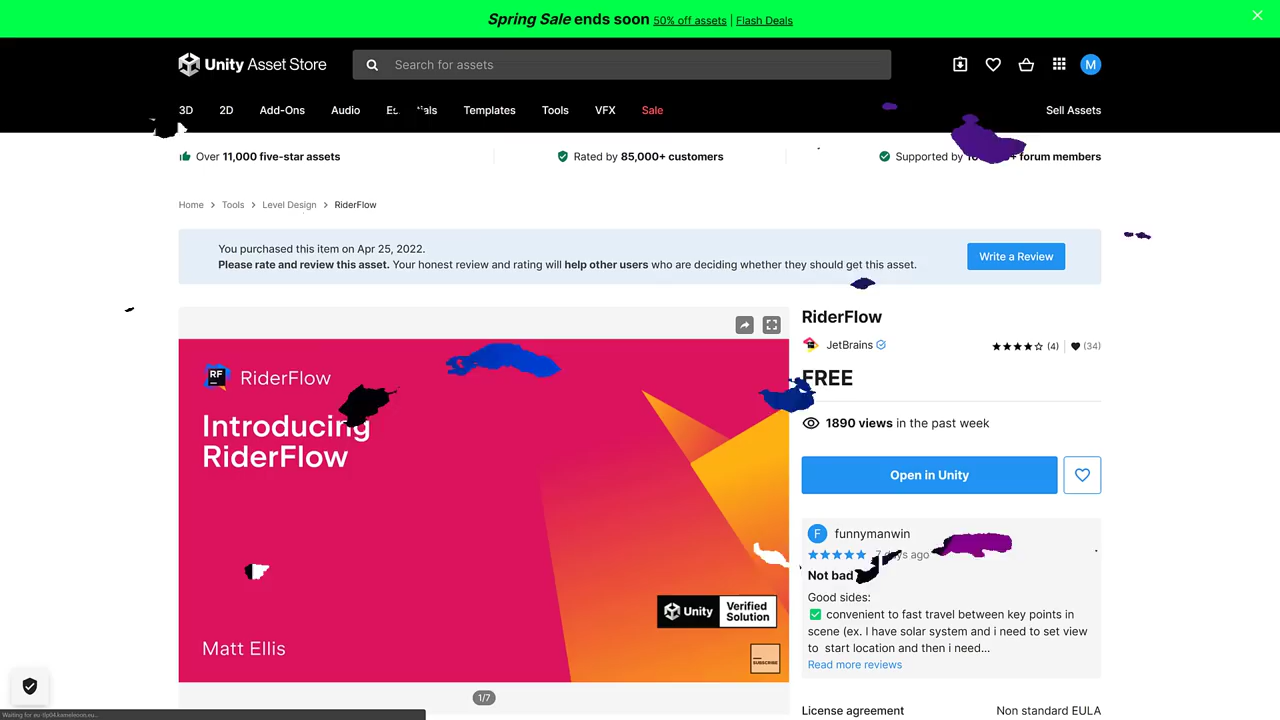 Spring Sale ends soon 50% off assets | Flash Deals
Unity Asset Store
Search for assets
M
3D 2D Add-Ons Audio Templates Tools VFX Sale Sell Assets
Over 11,000 five-star assets
Rated by 85,000+ customers
Supported by forum members
Home > Tools > Level Design > RiderFlow
You purchased this item on Apr 25, 2022.
Please rate and review this asset. Your honest review and rating will help other users who are deciding whether they should get this asset.
Write a Review
RF RiderFlow
Introducing
RiderFlow
Matt Ellis
Unity Verified
Solution
SUBSCRIBE
1/7
RiderFlow
JetBrains
(4) | (34)
FREE
1890 views in the past week
Open in Unity
F funnymanwin
7 days ago
Not bad
Good sides:
✅ convenient to fast travel between key points in
scene (ex. I have solar system and i need to set view
to start location and then i need...
Read more reviews
License agreement Non standard EULA